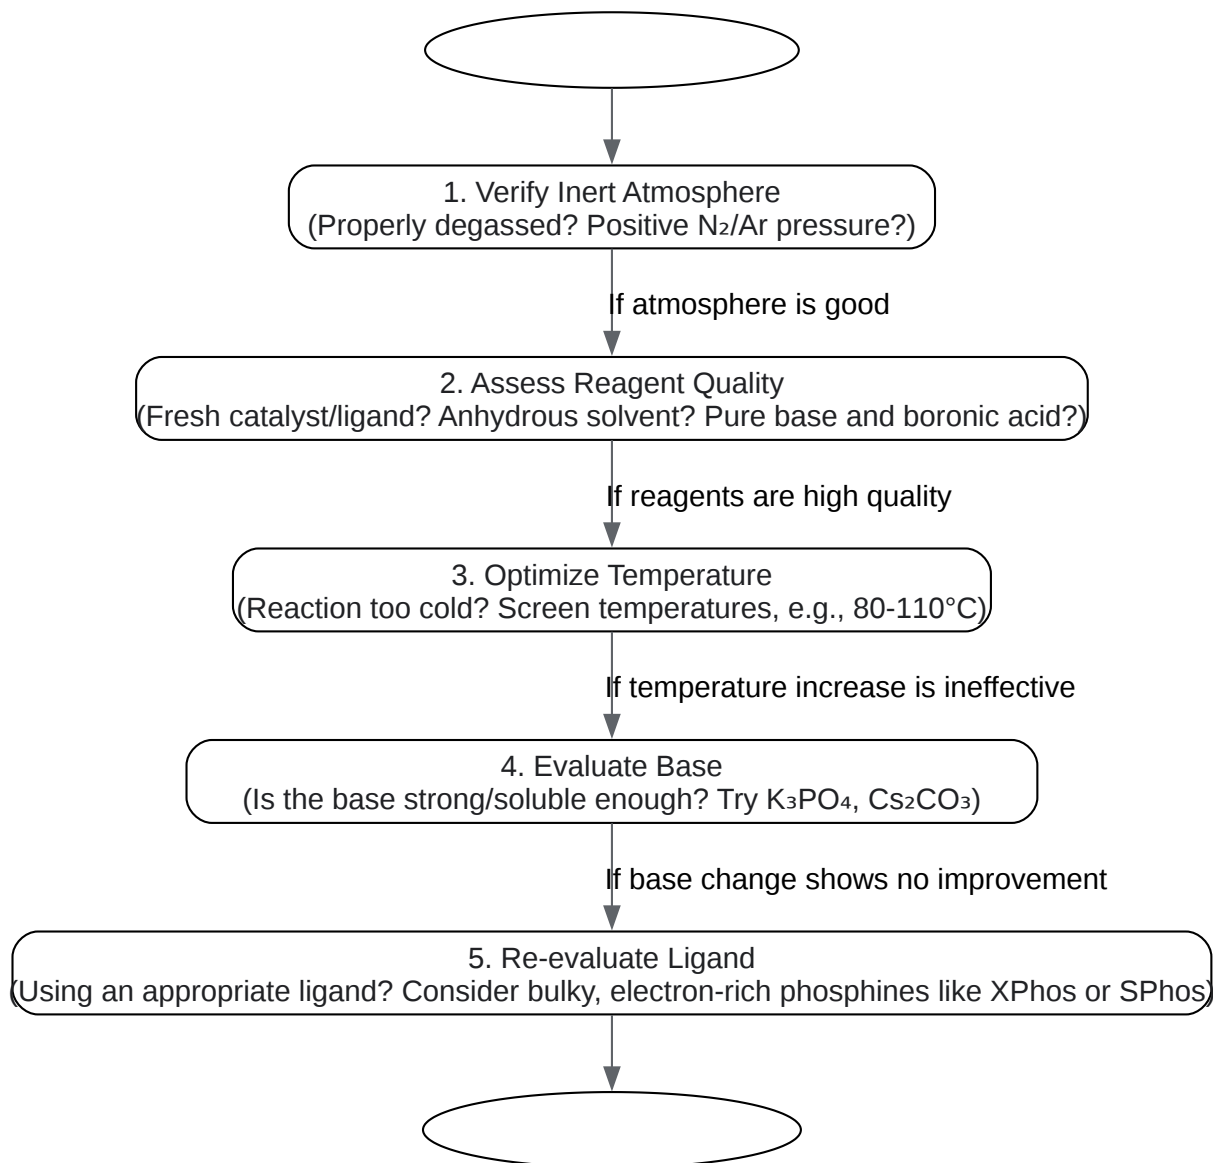 1. Verify Inert Atmosphere
(Properly degassed? Positive N₂/Ar pressure?)
If atmosphere is good
2. Assess Reagent Quality
(Fresh catalyst/ligand? Anhydrous solvent? Pure base and boronic acid?)
If reagents are high quality
3. Optimize Temperature
(Reaction too cold? Screen temperatures, e.g., 80-110°C)
If temperature increase is ineffective
4. Evaluate Base
(Is the base strong/soluble enough? Try K₃PO₄, Cs₂CO₃)
If base change shows no improvement
5. Re-evaluate Ligand
(Using an appropriate ligand? Consider bulky, electron-rich phosphines like XPhos or SPhos)